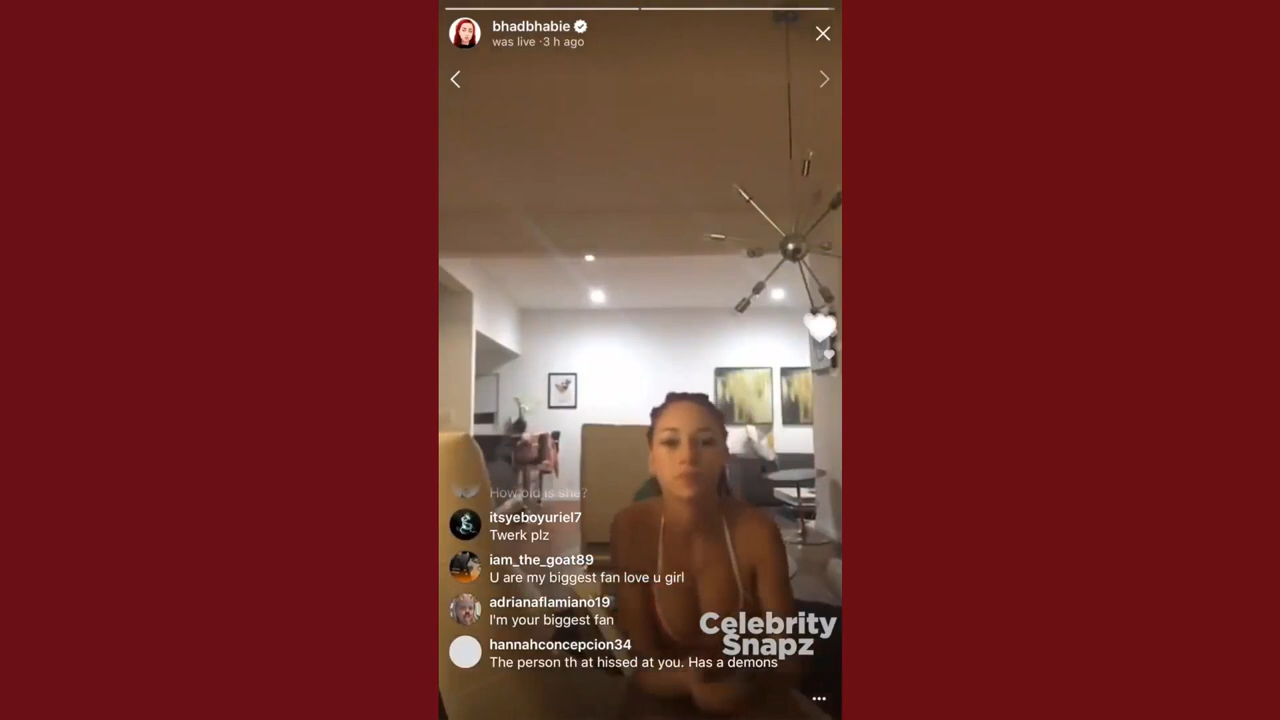 bhadbhabie
was live · 3 h ago
How old is she?
itsyeboyuriel7
Twerk plz
iam_the_goat89
U are my biggest fan love u girl
adrianaflamiano19
I'm your biggest fan
hannahconcepcion34
The person th at hissed at you. Has a demons
Celebrity
Snapz